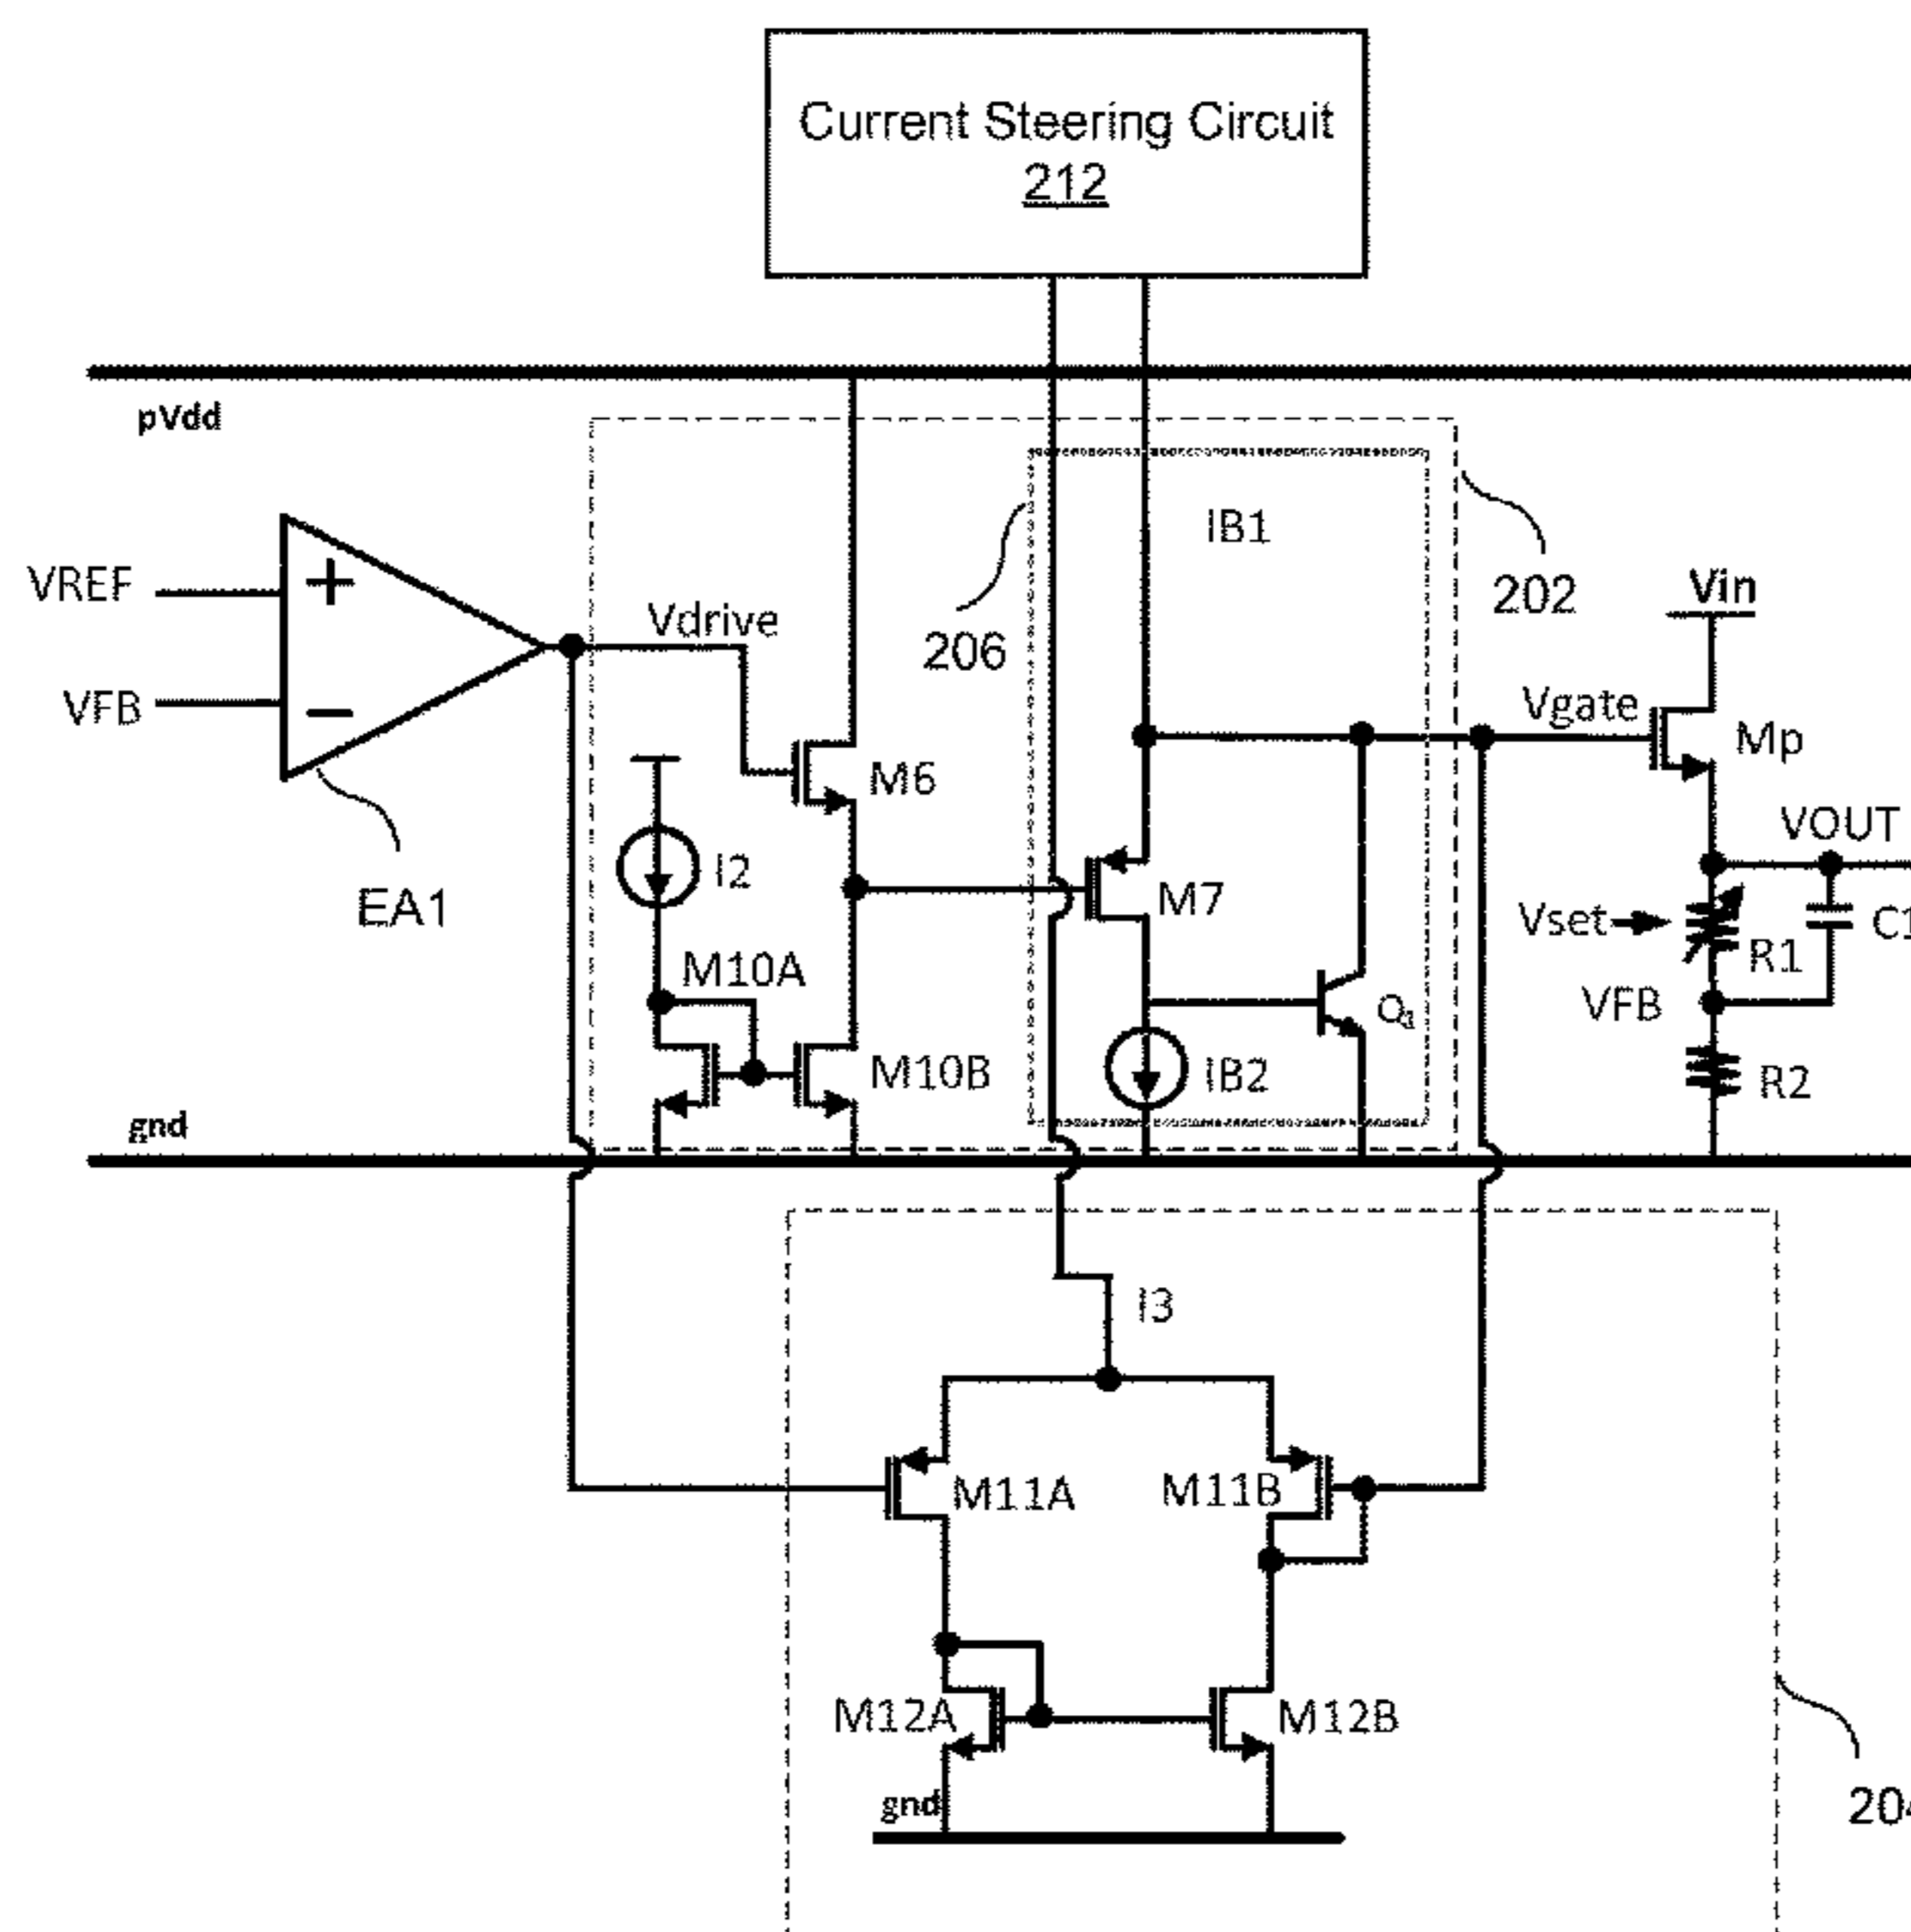 Current Steering Circuit
212
pVdd
IB1
202
VREF
+
Vdrive
206
Vin
VFB
−
Vgate
Mp
M6
VOUT
I2
M7
EA1
Vset
R1
M10A
VFB
M10B
IB2
R2
gnd
I3
M11A
M11B
M12A
M12B
gnd